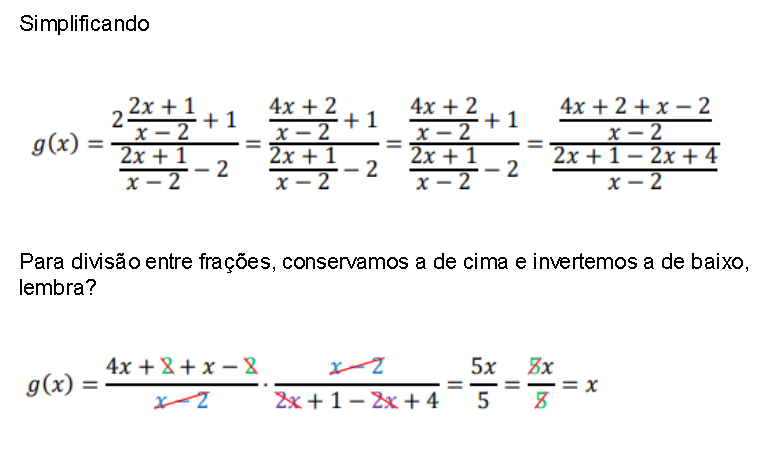 Simplificando
g(x) = \frac{2\frac{2x+1}{x-2}+1}{\frac{2x+1}{x-2}-2} = \frac{\frac{4x+2}{x-2}+1}{\frac{2x+1}{x-2}-2} = \frac{\frac{4x+2}{x-2}+1}{\frac{2x+1}{x-2}-2} = \frac{\frac{4x+2+x-2}{x-2}}{\frac{2x+1-2x+4}{x-2}}
Para divisão entre frações, conservamos a de cima e invertemos a de baixo,
lembra?
g(x) = \frac{4x+2+x-2}{x-2} \cdot \frac{x-2}{2x+1-2x+4} = \frac{5x}{5} = \frac{5x}{5} = x